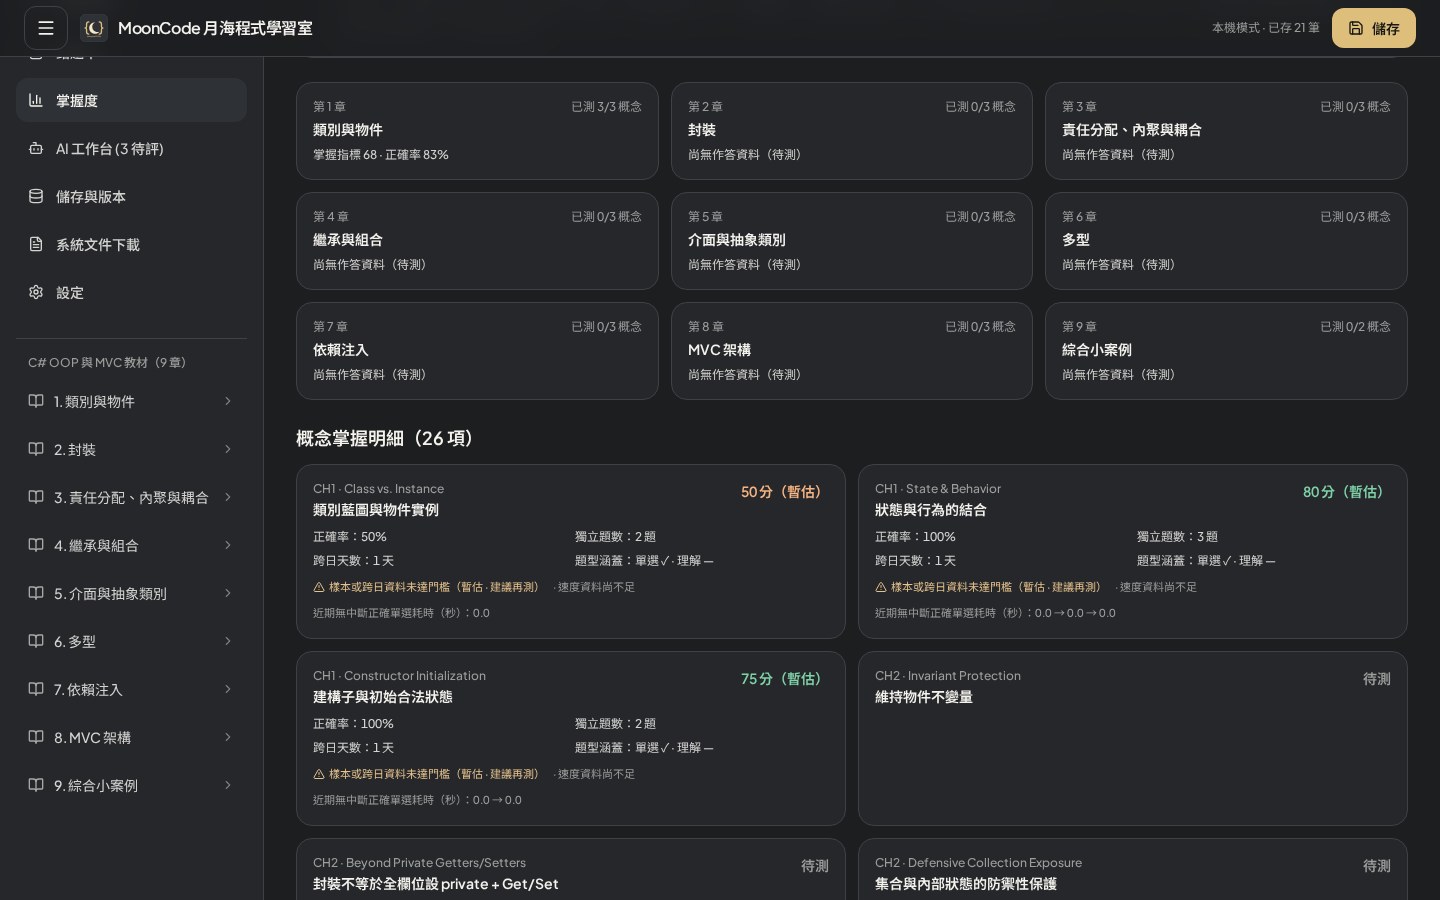 MoonCode 月海程式學習室
本機模式 · 已存 21 筆
儲存
掌握度
AI 工作台 (3 待評)
儲存與版本
系統文件下載
設定
C# OOP 與 MVC 教材（9 章）
1. 類別與物件
2. 封裝
3. 責任分配、內聚與耦合
4. 繼承與組合
5. 介面與抽象類別
6. 多型
7. 依賴注入
8. MVC 架構
9. 綜合小案例
第 1 章 已測 3/3 概念
類別與物件
掌握指標 68 · 正確率 83%
第 2 章 已測 0/3 概念
封裝
尚無作答資料（待測）
第 3 章 已測 0/3 概念
責任分配、內聚與耦合
尚無作答資料（待測）
第 4 章 已測 0/3 概念
繼承與組合
尚無作答資料（待測）
第 5 章 已測 0/3 概念
介面與抽象類別
尚無作答資料（待測）
第 6 章 已測 0/3 概念
多型
尚無作答資料（待測）
第 7 章 已測 0/3 概念
依賴注入
尚無作答資料（待測）
第 8 章 已測 0/3 概念
MVC 架構
尚無作答資料（待測）
第 9 章 已測 0/2 概念
綜合小案例
尚無作答資料（待測）
概念掌握明細（26 項）
CH1 · Class vs. Instance
50 分（暫估）
類別藍圖與物件實例
正確率：50% 獨立題數：2 題
跨日天數：1 天 題型涵蓋：單選 ✓ · 理解 —
樣本或跨日資料未達門檻（暫估 · 建議再測） · 速度資料尚不足
近期無中斷正確單選耗時（秒）：0.0
CH1 · State & Behavior
80 分（暫估）
狀態與行為的結合
正確率：100% 獨立題數：3 題
跨日天數：1 天 題型涵蓋：單選 ✓ · 理解 —
樣本或跨日資料未達門檻（暫估 · 建議再測） · 速度資料尚不足
近期無中斷正確單選耗時（秒）：0.0 → 0.0 → 0.0
CH1 · Constructor Initialization
75 分（暫估）
建構子與初始合法狀態
正確率：100% 獨立題數：2 題
跨日天數：1 天 題型涵蓋：單選 ✓ · 理解 —
樣本或跨日資料未達門檻（暫估 · 建議再測） · 速度資料尚不足
近期無中斷正確單選耗時（秒）：0.0 → 0.0
CH2 · Invariant Protection
待測
維持物件不變量
CH2 · Beyond Private Getters/Setters
待測
封裝不等於全欄位設 private + Get/Set
CH2 · Defensive Collection Exposure
待測
集合與內部狀態的防禦性保護